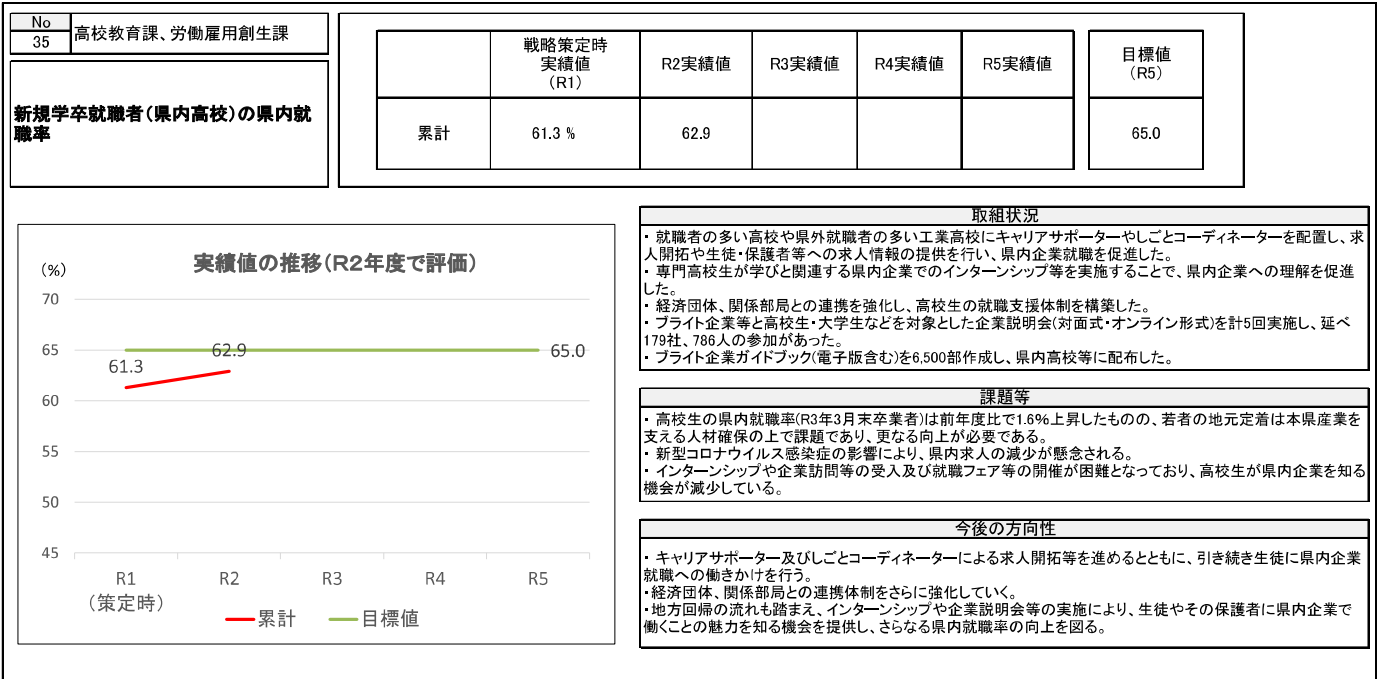 No
35
高校教育課、労働雇用創生課
新規学卒就職者(県内高校)の県内就
職率
戦略策定時
実績値
(R1)
R2実績値
R3実績値
R4実績値
R5実績値
目標値
(R5)
累計
61.3 %
62.9
65.0
実績値の推移(R2年度で評価)
(%)
70
65
60
55
50
45
61.3
62.9
65.0
R1
(策定時)
R2
R3
R4
R5
累計
目標値
取組状況
・ 就職者の多い高校や県外就職者の多い工業高校にキャリアサポーターやしごとコーディネーターを配置し、求
人開拓や生徒・保護者等への求人情報の提供を行い、県内企業就職を促進した。
・ 専門高校生が学びと関連する県内企業でのインターンシップ等を実施することで、県内企業への理解を促進
した。
・ 経済団体、関係部局との連携を強化し、高校生の就職支援体制を構築した。
・ ブライト企業等と高校生・大学生などを対象とした企業説明会(対面式・オンライン形式)を計5回実施し、延べ
179社、786人の参加があった。
・ ブライト企業ガイドブック(電子版含む)を6,500部作成し、県内高校等に配布した。
課題等
・ 高校生の県内就職率(R3年3月末卒業者)は前年度比で1.6%上昇したものの、若者の地元定着は本県産業を
支える人材確保の上で課題であり、更なる向上が必要である。
・ 新型コロナウイルス感染症の影響により、県内求人の減少が懸念される。
・ インターンシップや企業訪問等の受入及び就職フェア等の開催が困難となっており、高校生が県内企業を知る
機会が減少している。
今後の方向性
・ キャリアサポーター及びしごとコーディネーターによる求人開拓等を進めるとともに、引き続き生徒に県内企業
就職への働きかけを行う。
・経済団体、関係部局との連携体制をさらに強化していく。
・地方回帰の流れも踏まえ、インターンシップや企業説明会等の実施により、生徒やその保護者に県内企業で
働くことの魅力を知る機会を提供し、さらなる県内就職率の向上を図る。